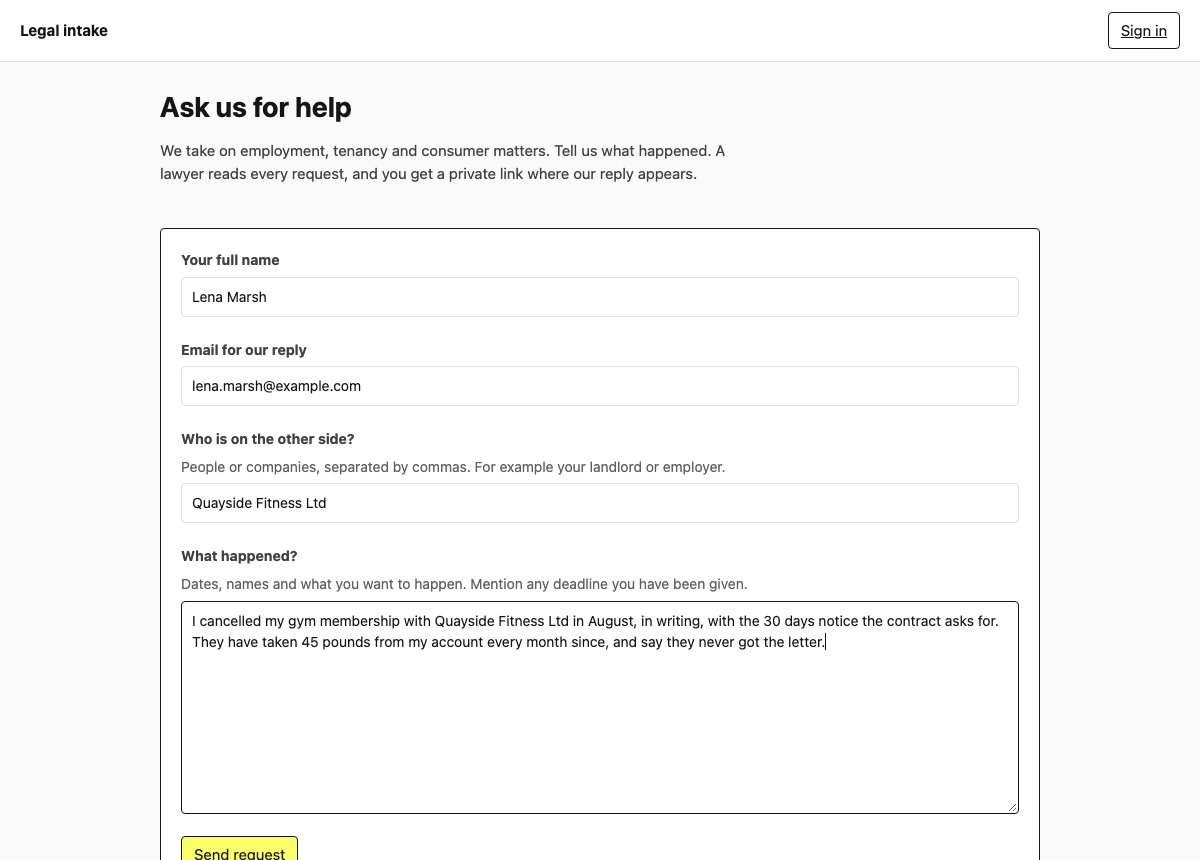 Legal intake
Sign in
Ask us for help
We take on employment, tenancy and consumer matters. Tell us what happened. A
lawyer reads every request, and you get a private link where our reply appears.
Your full name
Lena Marsh
Email for our reply
lena.marsh@example.com
Who is on the other side?
People or companies, separated by commas. For example your landlord or employer.
Quayside Fitness Ltd
What happened?
Dates, names and what you want to happen. Mention any deadline you have been given.
I cancelled my gym membership with Quayside Fitness Ltd in August, in writing, with the 30 days notice the contract asks for.
They have taken 45 pounds from my account every month since, and say they never got the letter.
Send request